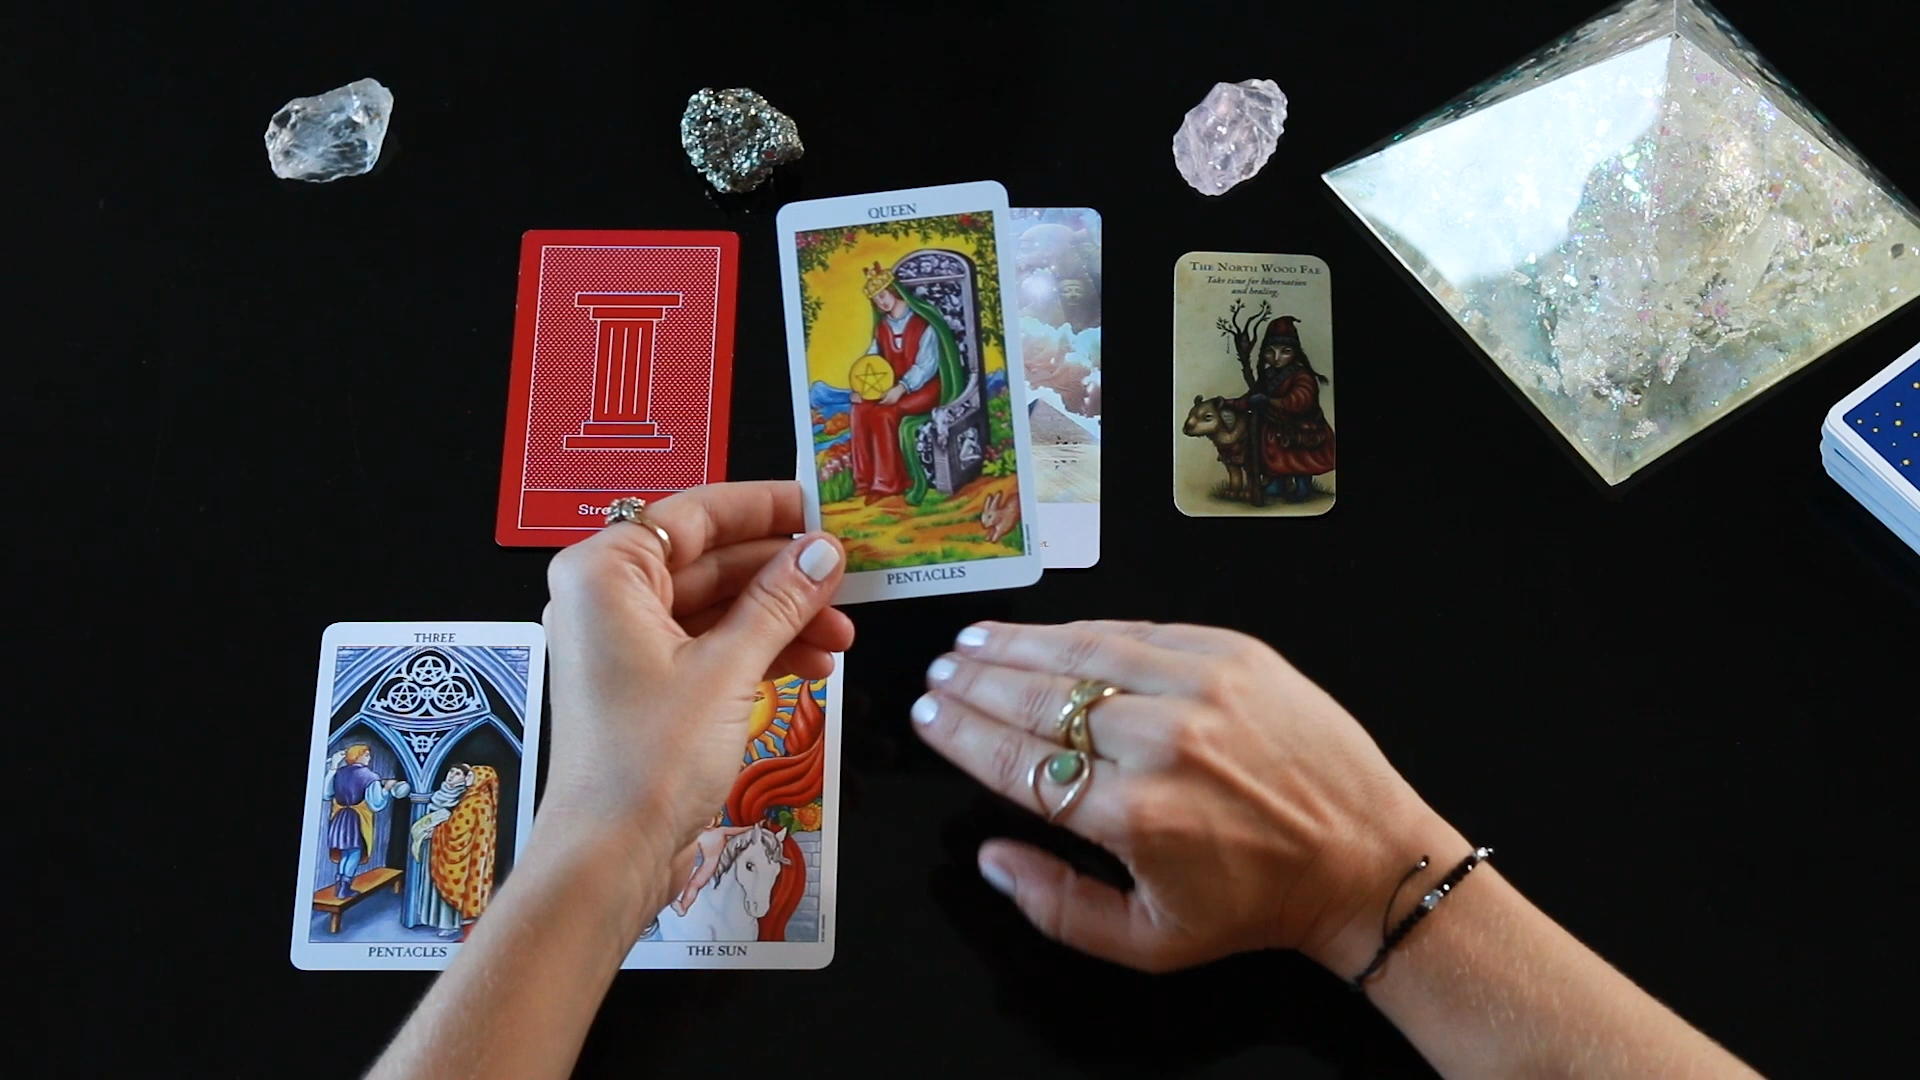 QUEEN
PENTACLES
THE NORTH WOOD FAE
Take time for hibernation
and healing.
THREE
PENTACLES
THE SUN